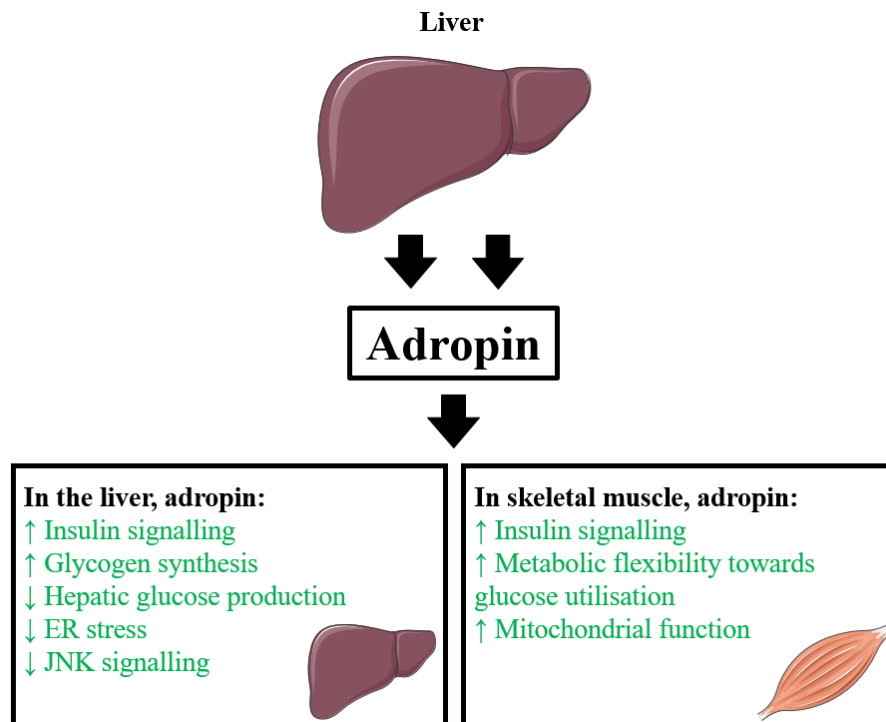 Liver
Adropin
In the liver, adropin:
↑ Insulin signalling
↑ Glycogen synthesis
↓ Hepatic glucose production
↓ ER stress
↓ JNK signalling
In skeletal muscle, adropin:
↑ Insulin signalling
↑ Metabolic flexibility towards
glucose utilisation
↑ Mitochondrial function